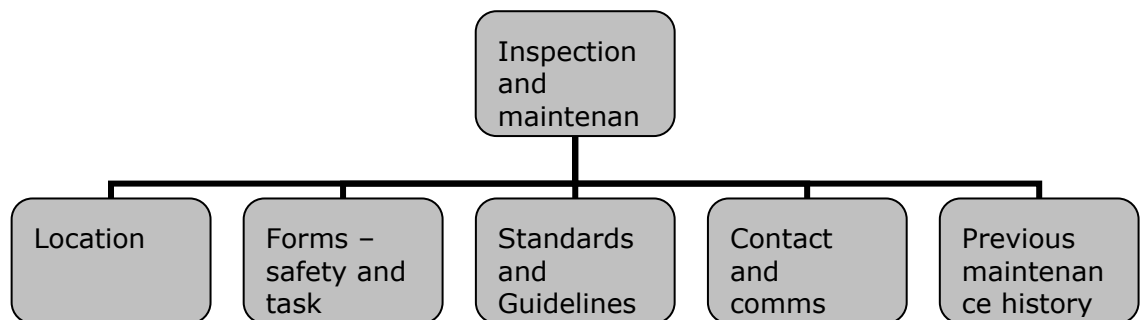 Inspection
and
maintenan
Location
Forms –
safety and
task
Standards
and
Guidelines
Contact
and
comms
Previous
maintenan
ce history